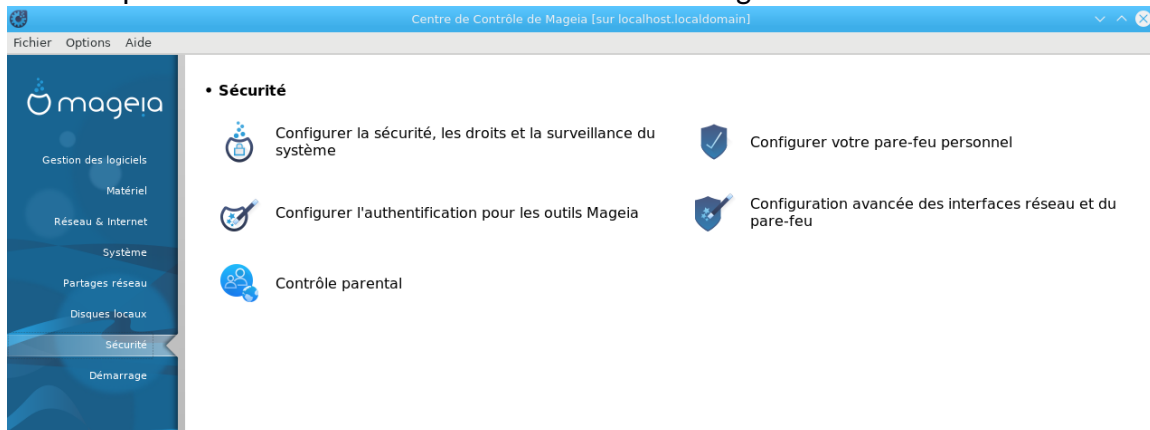 Centre de Contrôle de Mageia [sur localhost.localdomain]
Fichier Options Aide
mageia
Gestion des logiciels
Matériel
Réseau & Internet
Système
Partages réseau
Disques locaux
Sécurité
Démarrage
• Sécurité
Configurer la sécurité, les droits et la surveillance du
système
Configurer votre pare-feu personnel
Configurer l'authentification pour les outils Mageia
Configuration avancée des interfaces réseau et du
pare-feu
Contrôle parental